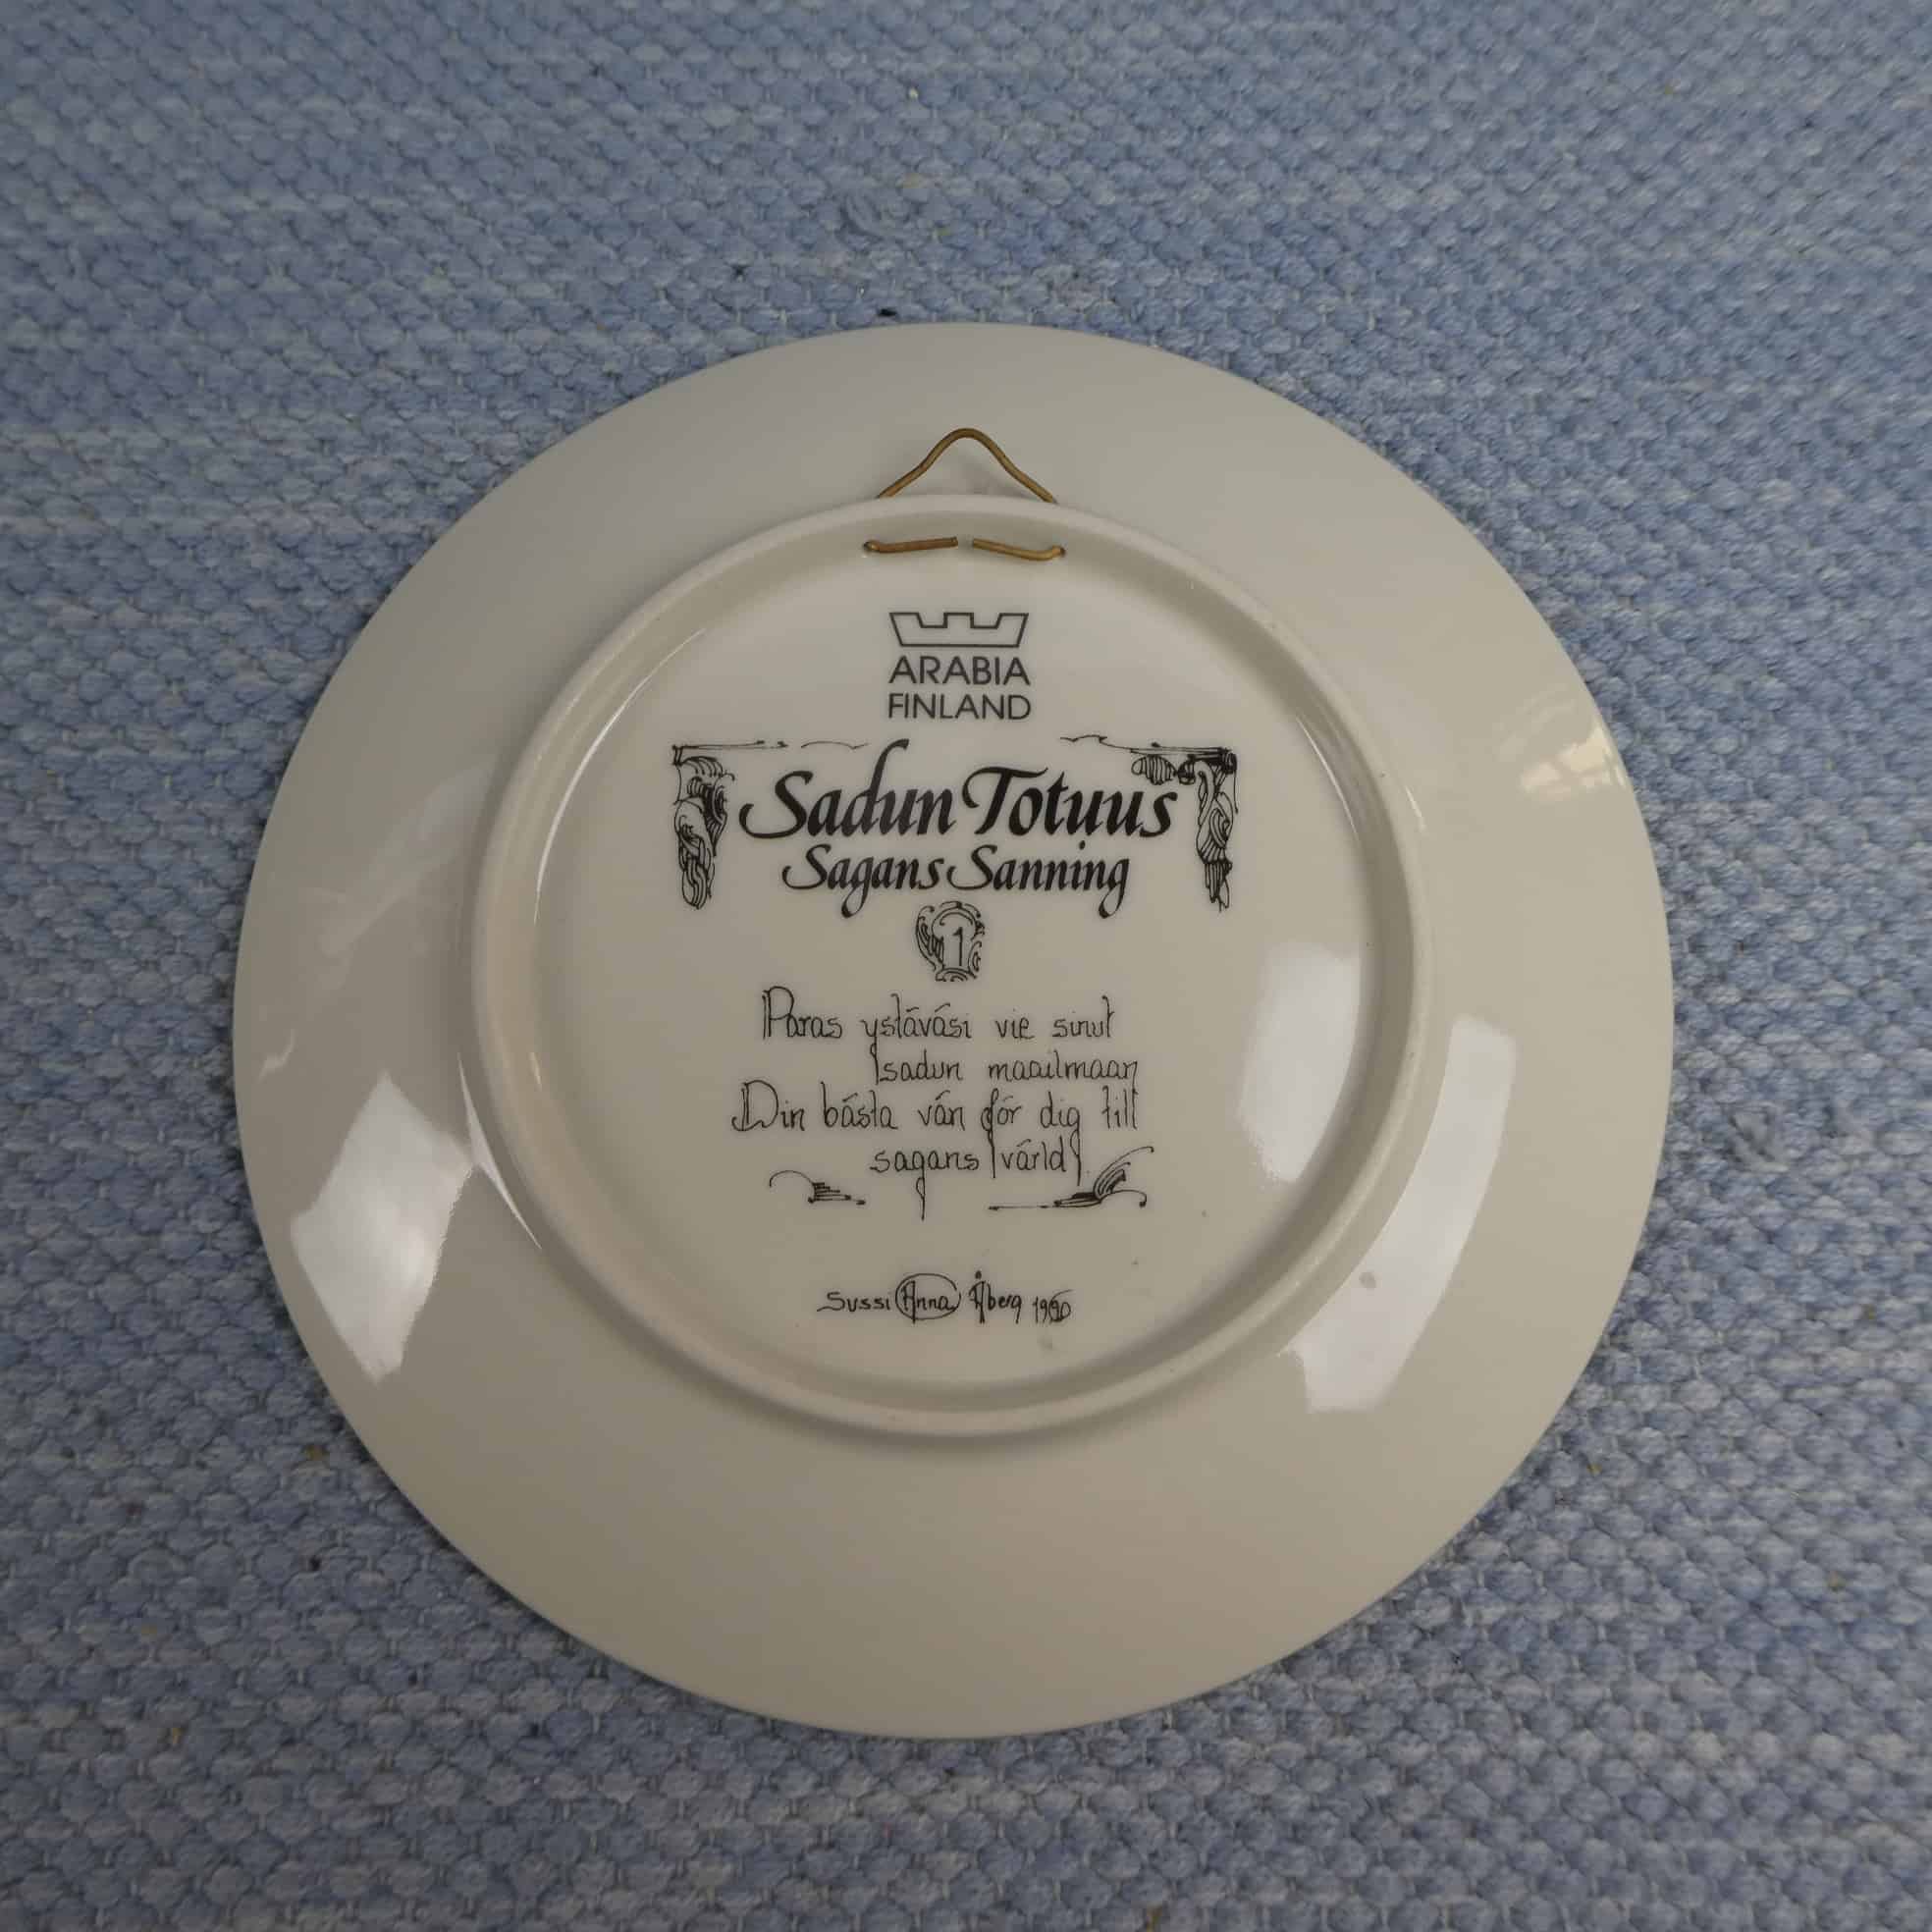 ARABIA
FINLAND
Sadun Totuus
Sagans Sanning
1
Paras ystäväsi vie sinut
sadun maailmaan
Din bästa vän för dig till
sagans värld
Sussi Anna Åberg 1990